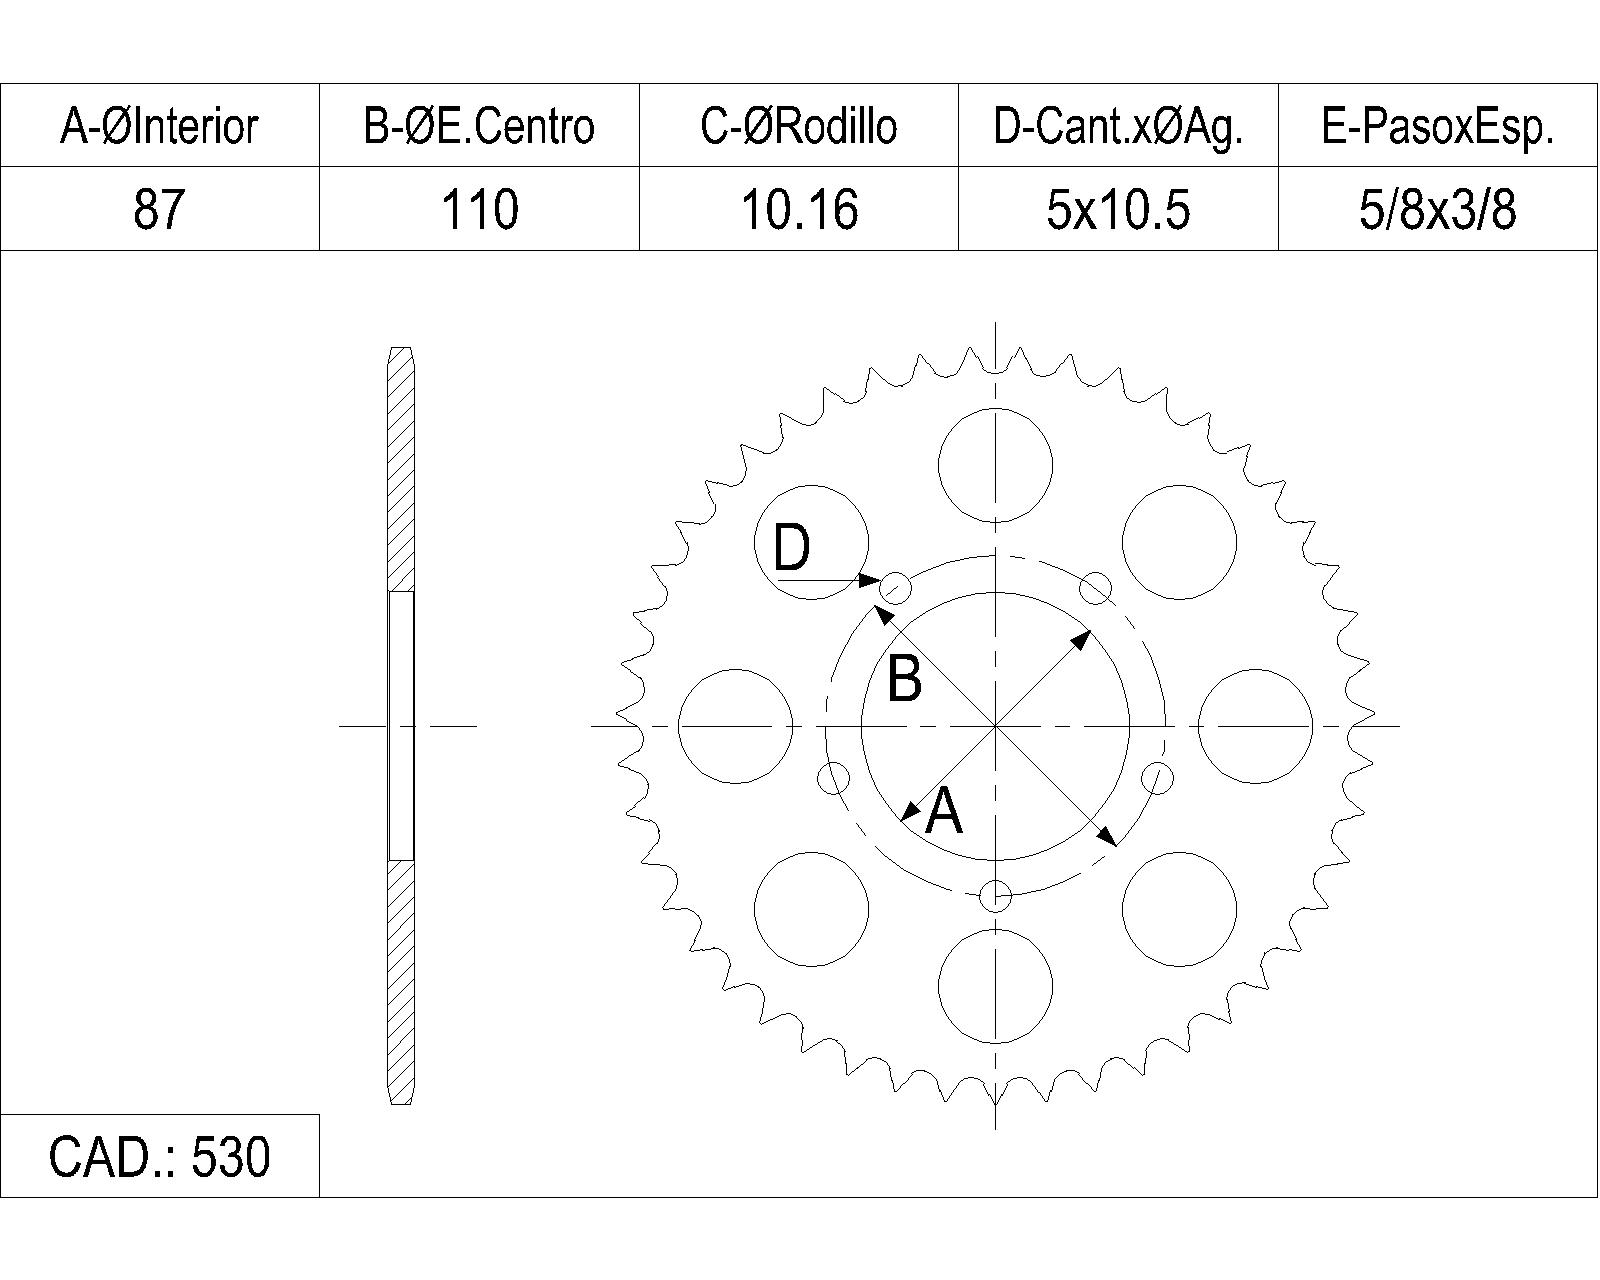 A-ØInterior B-ØE.Centro C-ØRodillo D-Cant.xØAg. E-PasoxEsp.
87 110 10.16 5x10.5 5/8x3/8
D
B
A
CAD.: 530